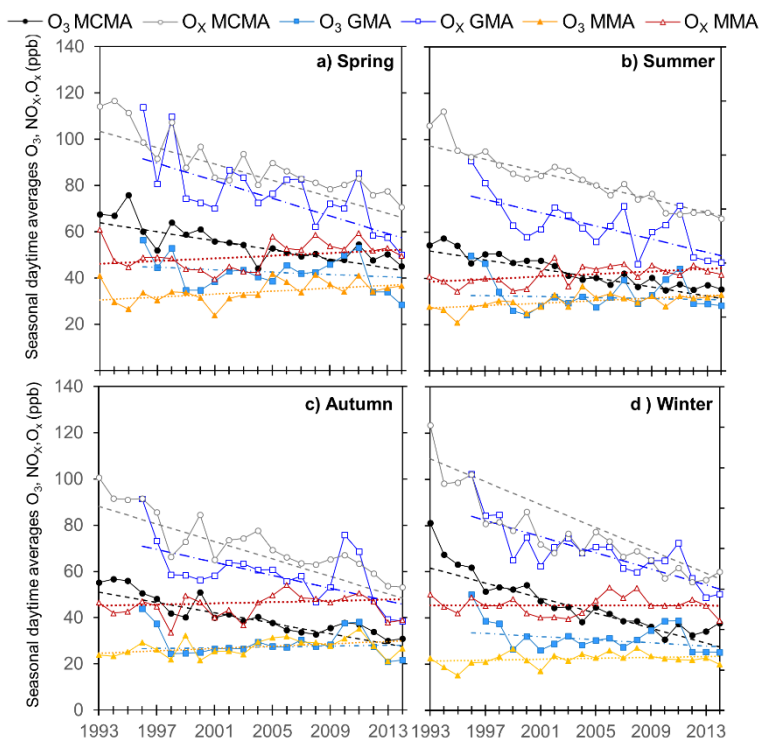 O3 MCMA OX MCMA O3 GMA OX GMA O3 MMA OX MMA
Seasonal daytime averages O3, NOX,OX (ppb)
140
120
100
80
60
40
20
a) Spring
b) Summer
Seasonal daytime averages O3, NOX,OX (ppb)
140
120
100
80
60
40
20
0
c) Autumn
d ) Winter
1993 1997 2001 2005 2009 2013
1993 1997 2001 2005 2009 2013